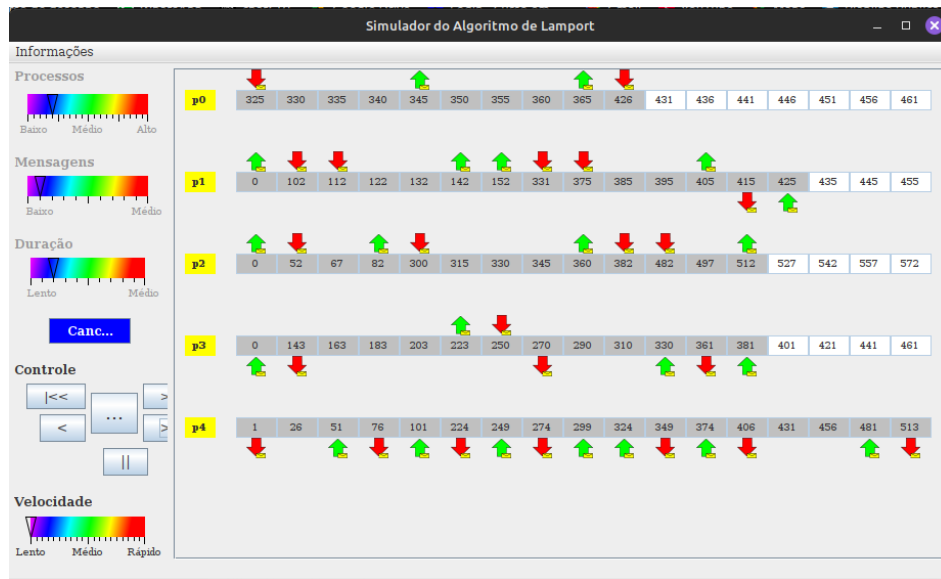 Simulador do Algoritmo de Lamport
Informações
Processos
Baixo Médio Alto
Mensagens
Baixo Médio
Duração
Lento Médio
Canc...
Controle
|<<
...
>
<
>
||
Velocidade
Lento Médio Rápido
p0 325 330 335 340 345 350 355 360 365 426 431 436 441 446 451 456 461
p1 0 102 112 122 132 142 152 331 375 385 395 405 415 425 435 445 455
p2 0 52 67 82 300 315 330 345 360 382 482 497 512 527 542 557 572
p3 0 143 163 183 203 223 250 270 290 310 330 361 381 401 421 441 461
p4 1 26 51 76 101 224 249 274 299 324 349 374 406 431 456 481 513